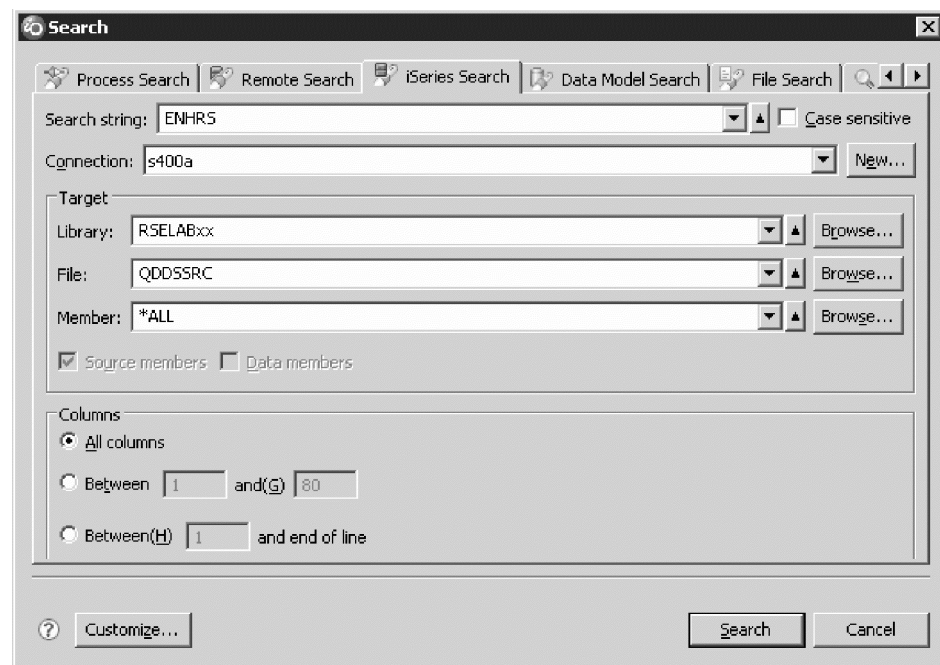 Search
Process Search Remote Search iSeries Search Data Model Search File Search
Search string: ENHRS Case sensitive
Connection: s400a New...
Target
Library: RSELABxx Browse...
File: QDDSSRC Browse...
Member: *ALL Browse...
Source members Data members
Columns
All columns
Between 1 and(G) 80
Between(H) 1 and end of line
? Customize... Search Cancel